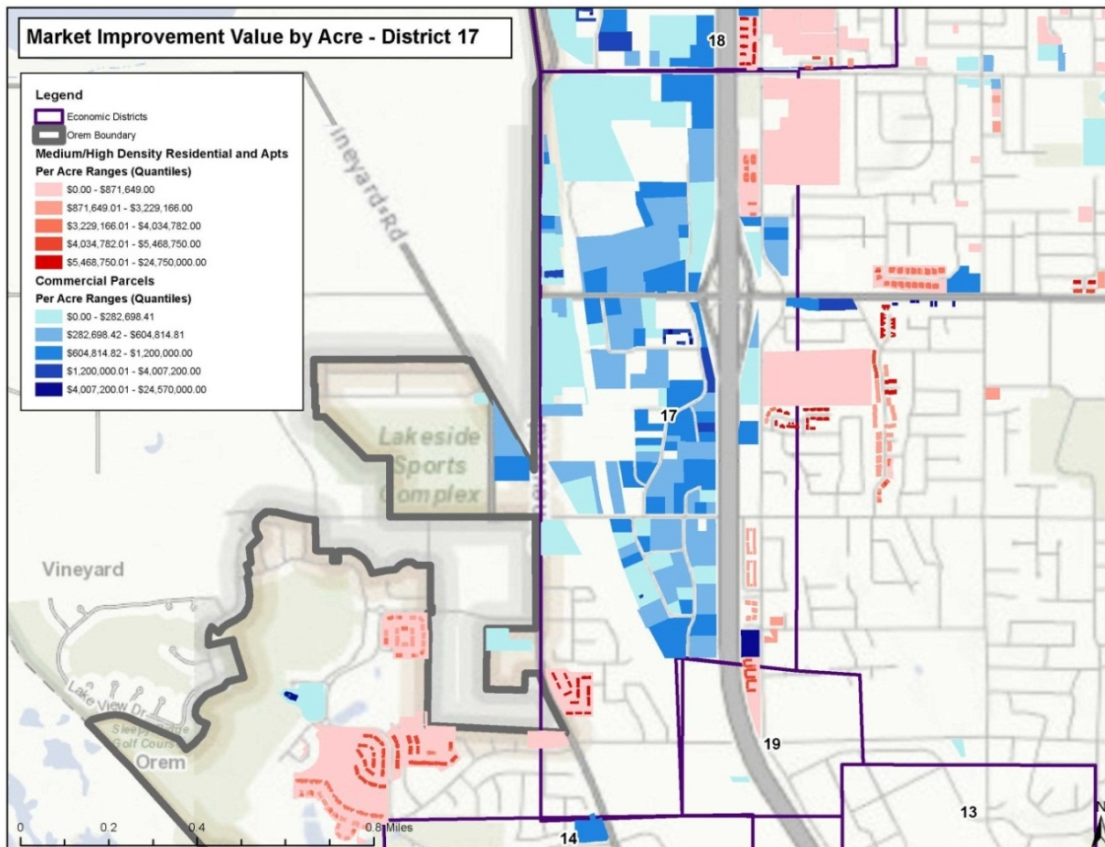 Market Improvement Value by Acre - District 17
Legend
Economic Districts
Orem Boundary
Medium/High Density Residential and Apts
Per Acre Ranges (Quantiles)
$0.00 - $871,649.00
$871,649.01 - $3,229,166.00
$3,229,166.01 - $4,034,782.00
$4,034,782.01 - $5,468,750.00
$5,468,750.01 - $24,750,000.00
Commercial Parcels
Per Acre Ranges (Quantiles)
$0.00 - $282,698.41
$282,698.42 - $604,814.81
$604,814.82 - $1,200,000.00
$1,200,000.01 - $4,007,200.00
$4,007,200.01 - $24,570,000.00
18
ineyards Rd
17
Lakeside
Sports
Complex
Vineyard
Lake View Dr
Golf Course
Orem
19
13
14
0 0.2 0.4 0.8 Miles
N